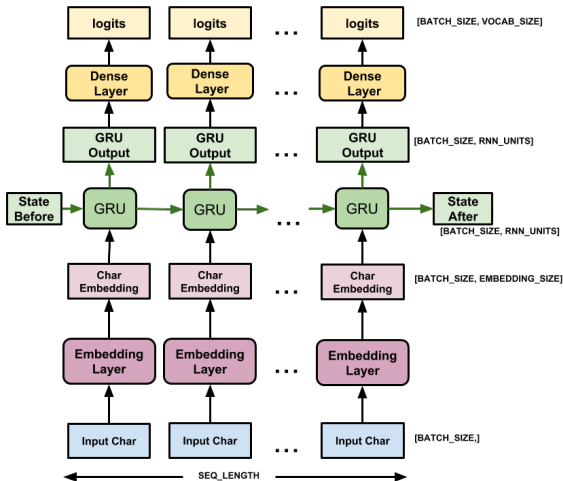 logits logits ... logits [BATCH_SIZE, VOCAB_SIZE]
Dense Dense Dense
Layer Layer ... Layer
GRU GRU GRU [BATCH_SIZE, RNN_UNITS]
Output Output ... Output
State State
Before GRU GRU ... GRU After
[BATCH_SIZE, RNN_UNITS]
Char Char Char [BATCH_SIZE, EMBEDDING_SIZE]
Embedding Embedding ... Embedding
Embedding Embedding Embedding
Layer Layer ... Layer
Input Char Input Char ... Input Char [BATCH_SIZE,]
SEQ_LENGTH